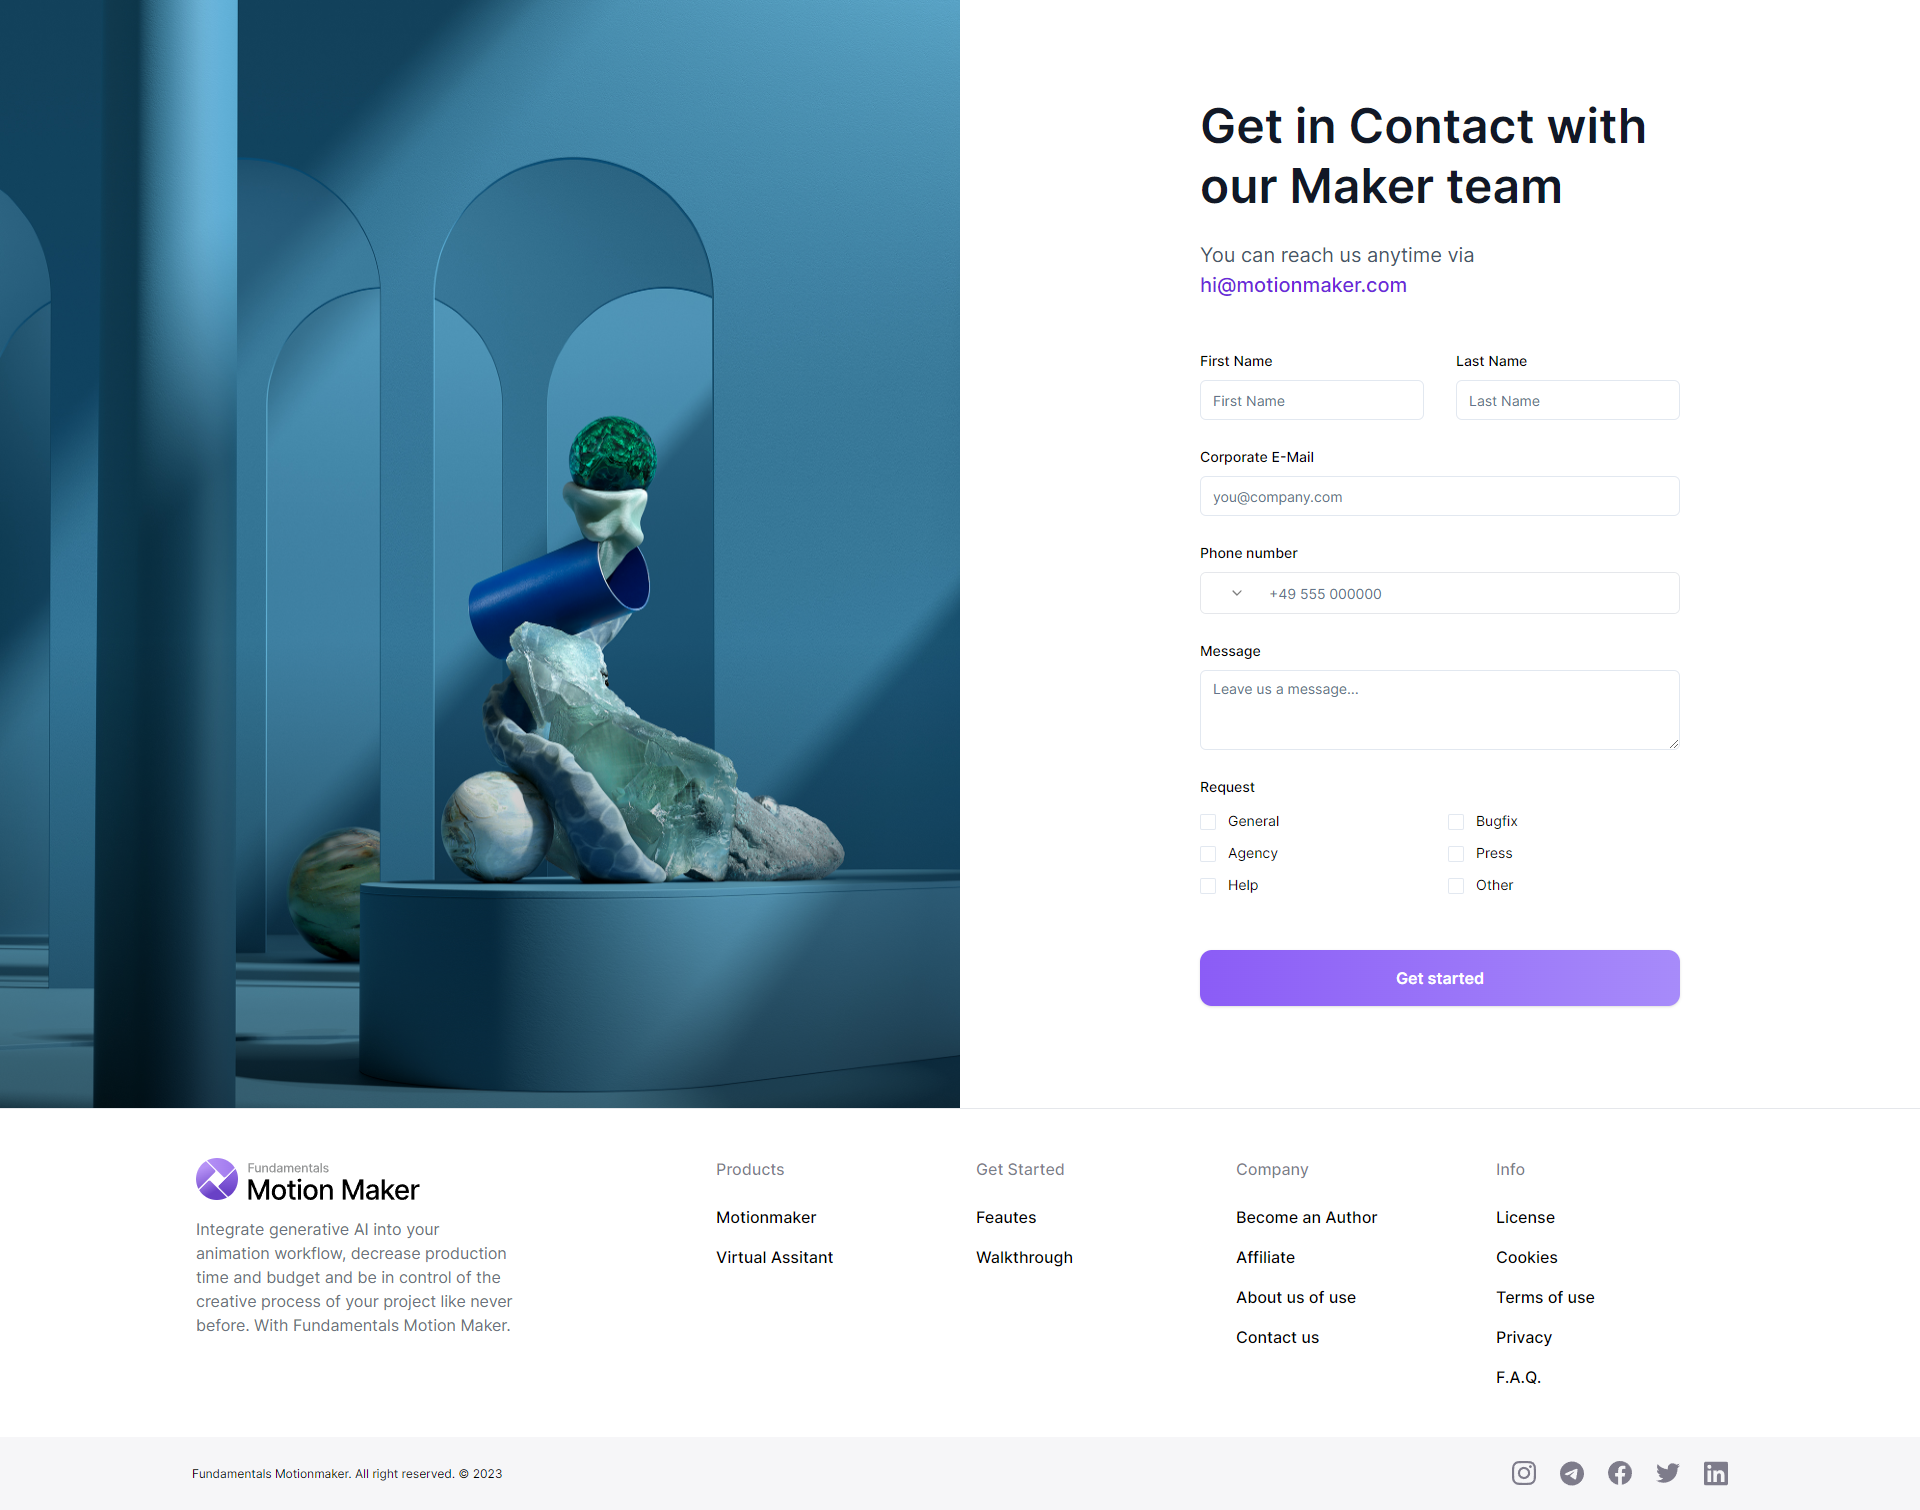 Get in Contact with
our Maker team
You can reach us anytime via
hi@motionmaker.com
First Name
Last Name
First Name
Last Name
Corporate E-Mail
you@company.com
Phone number
+49 555 000000
Message
Leave us a message...
Request
General
Bugfix
Agency
Press
Help
Other
Get started
Fundamentals
Motion Maker
Integrate generative AI into your
animation workflow, decrease production
time and budget and be in control of the
creative process of your project like never
before. With Fundamentals Motion Maker.
Products
Motionmaker
Virtual Assitant
Get Started
Feautes
Walkthrough
Company
Become an Author
Affiliate
About us of use
Contact us
Info
License
Cookies
Terms of use
Privacy
F.A.Q.
Fundamentals Motionmaker. All right reserved. © 2023